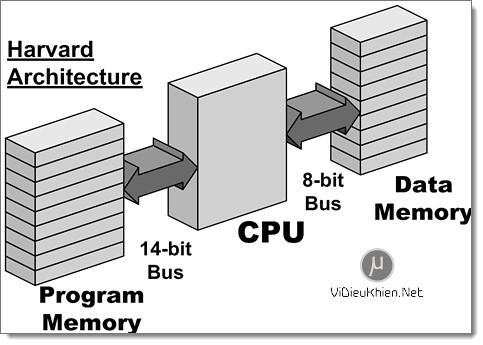 Harvard
Architecture
8-bit
Bus
Data
Memory
CPU
14-bit
Bus
Program
Memory
µ
ViDieuKhien.Net